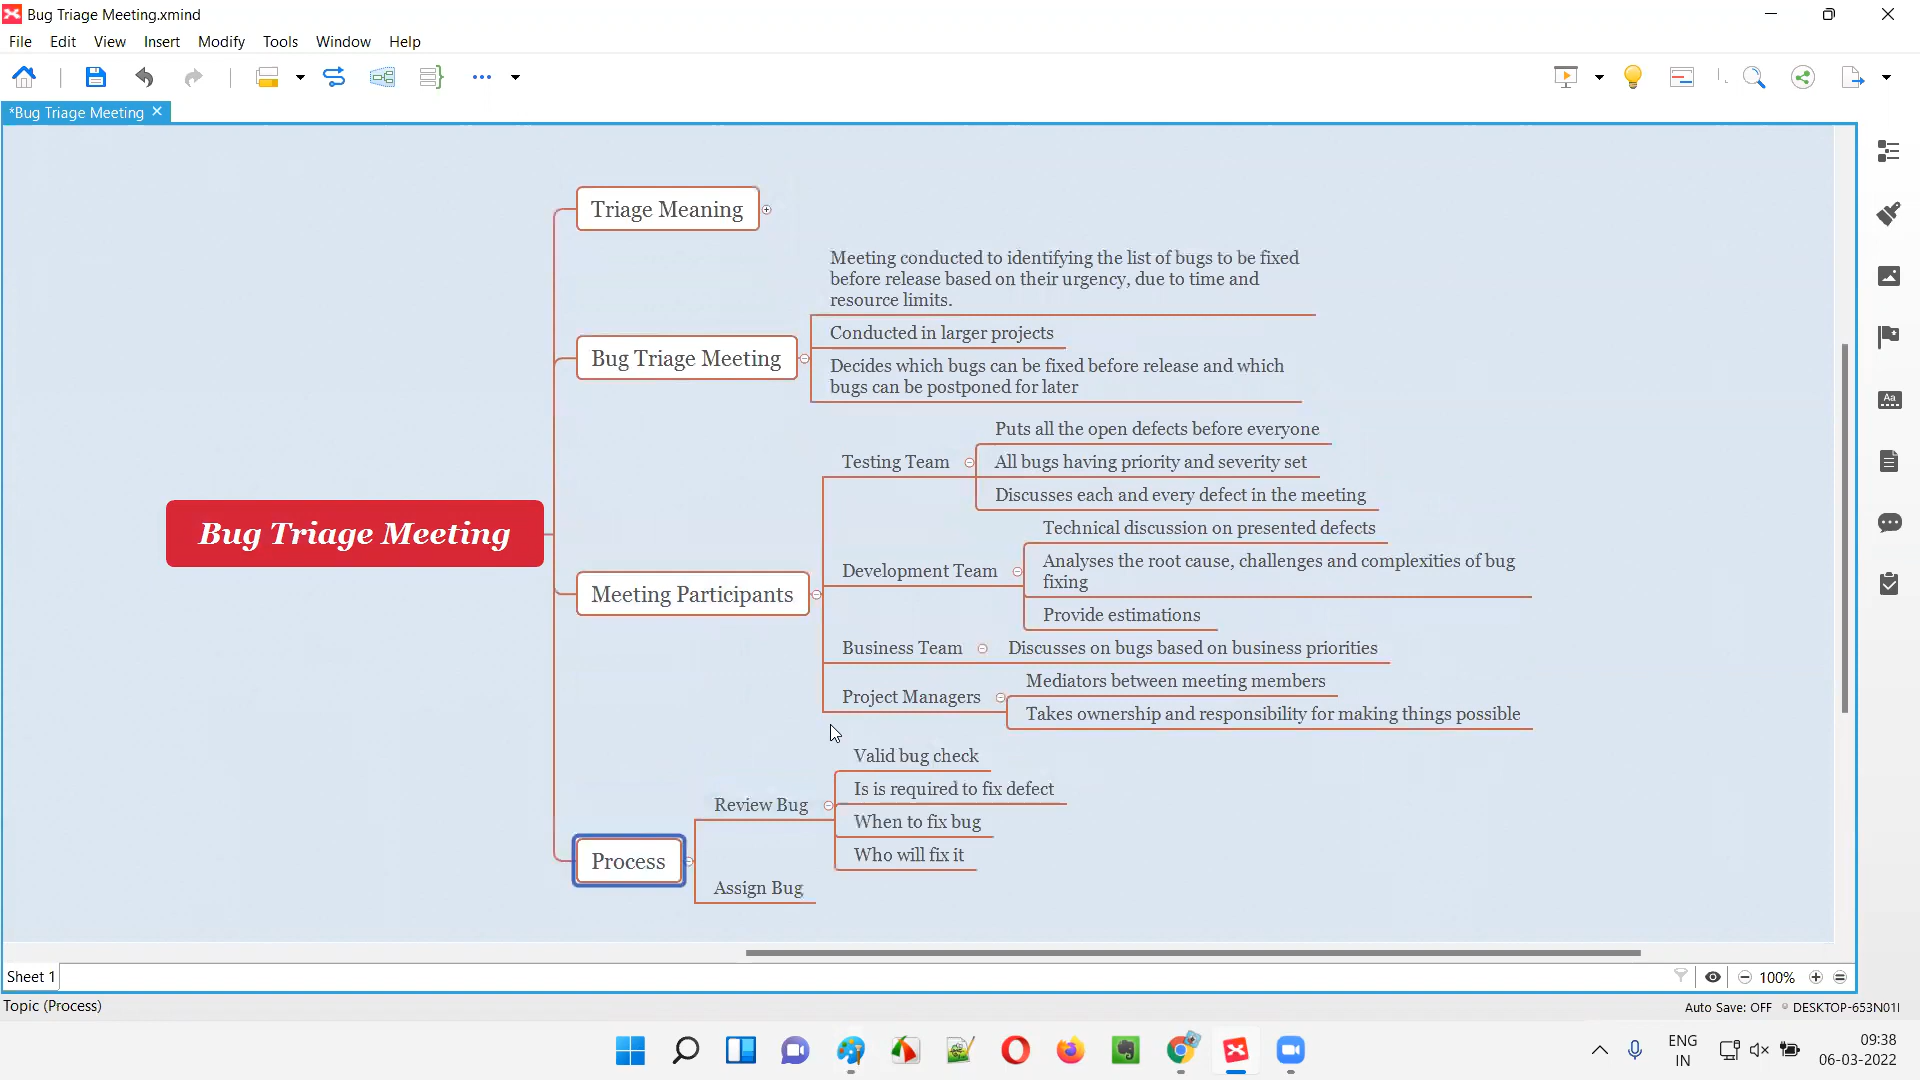 Bug Triage Meeting.xmind
File Edit View Insert Modify Tools Window Help
*Bug Triage Meeting
Triage Meaning
Meeting conducted to identifying the list of bugs to be fixed
before release based on their urgency, due to time and
resource limits.
Conducted in larger projects
Bug Triage Meeting
Decides which bugs can be fixed before release and which
bugs can be postponed for later
Puts all the open defects before everyone
Testing Team
All bugs having priority and severity set
Discusses each and every defect in the meeting
Technical discussion on presented defects
Bug Triage Meeting
Development Team
Analyses the root cause, challenges and complexities of bug
fixing
Meeting Participants
Provide estimations
Business Team
Discusses on bugs based on business priorities
Mediators between meeting members
Project Managers
Takes ownership and responsibility for making things possible
Valid bug check
Is is required to fix defect
Review Bug
When to fix bug
Who will fix it
Process
Assign Bug
Aa
Sheet 1
100%
Topic (Process)
Auto Save: OFF
DESKTOP-653N01I
ENG
IN
09:38
06-03-2022